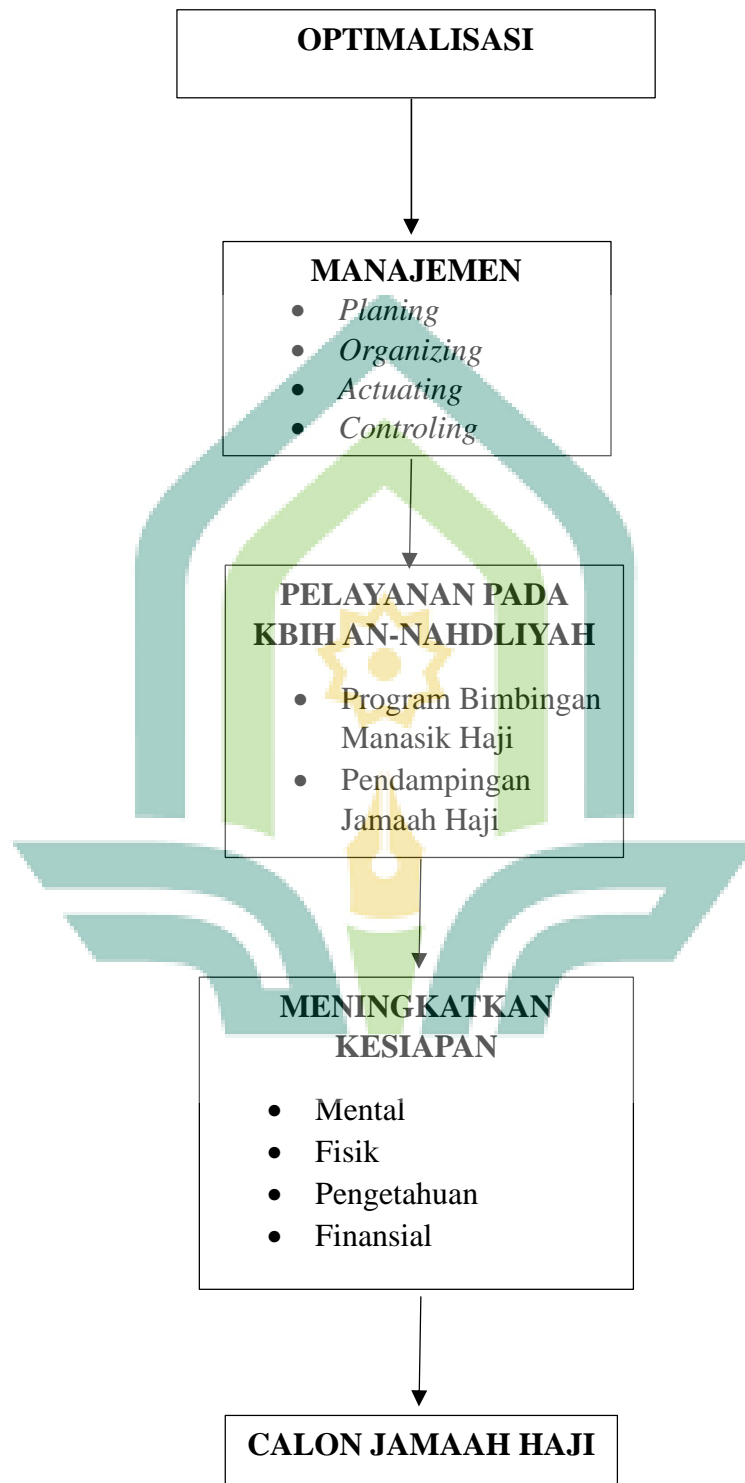 OPTIMALISASI
MANAJEMEN
• Planing
• Organizing
• Actuating
• Controling
PELAYANAN PADA
KBIH AN-NAHDLIYAH
• Program Bimbingan
Manasik Haji
• Pendampingan
Jamaah Haji
MENINGKATKAN
KESIAPAN
• Mental
• Fisik
• Pengetahuan
• Finansial
CALON JAMAAH HAJI